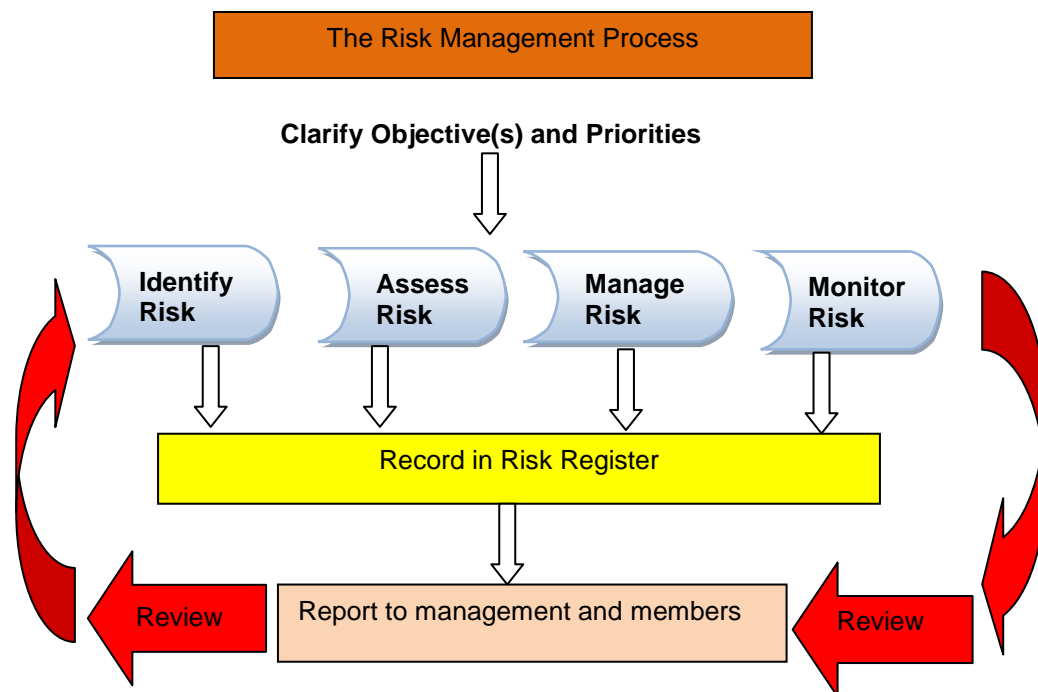 The Risk Management Process
Clarify Objective(s) and Priorities
Identify
Risk
Assess
Risk
Manage
Risk
Monitor
Risk
Record in Risk Register
Review
Report to management and members
Review